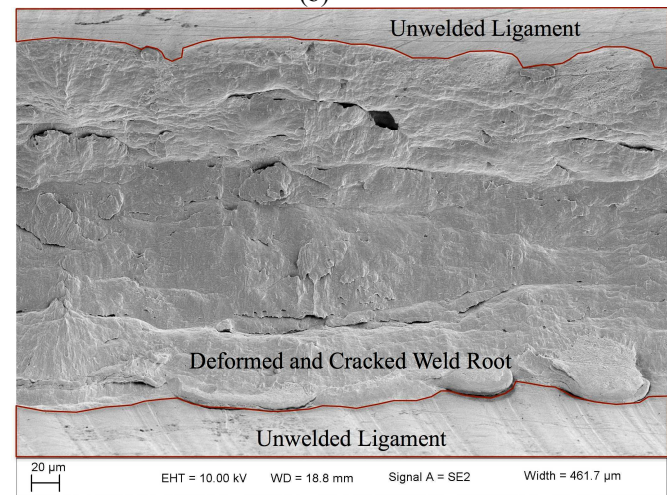 Unwelded Ligament
Deformed and Cracked Weld Root
Unwelded Ligament
20 µm
EHT = 10.00 kV WD = 18.8 mm Signal A = SE2 Width = 461.7 µm